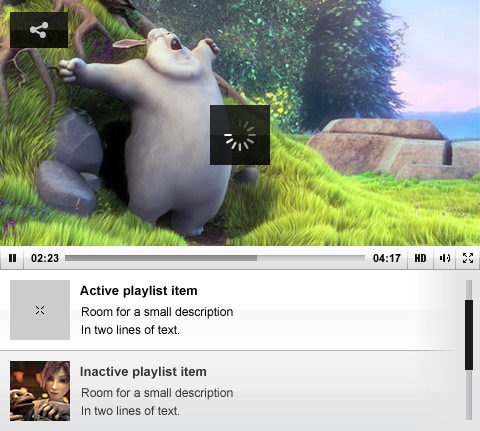 02:23 04:17 HD
Active playlist item
Room for a small description
In two lines of text.
Inactive playlist item
Room for a small description
In two lines of text.